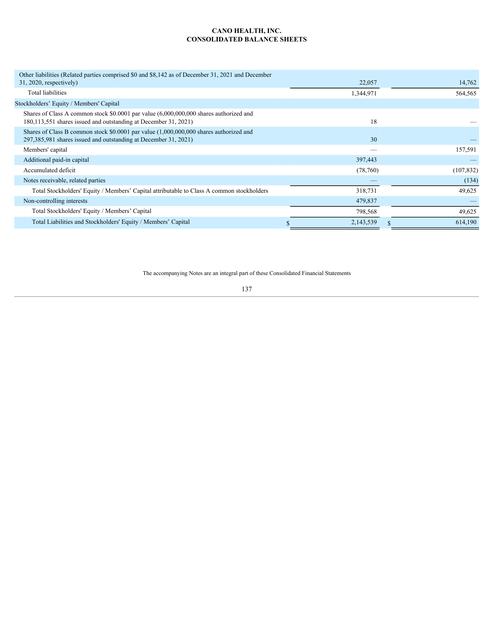 CANO HEALTH, INC.
CONSOLIDATED BALANCE SHEETS
Other liabilities (Related parties comprised $0 and $8,142 as of December 31, 2021 and December
31, 2020, respectively) 22,057 14,762
Total liabilities 1,344,971 564,565
Stockholders' Equity / Members' Capital
Shares of Class A common stock $0.0001 par value (6,000,000,000 shares authorized and
180,113,551 shares issued and outstanding at December 31, 2021) 18 —
Shares of Class B common stock $0.0001 par value (1,000,000,000 shares authorized and
297,385,981 shares issued and outstanding at December 31, 2021) 30 —
Members' capital — 157,591
Additional paid-in capital 397,443 —
Accumulated deficit (78,760) (107,832)
Notes receivable, related parties — (134)
Total Stockholders' Equity / Members' Capital attributable to Class A common stockholders 318,731 49,625
Non-controlling interests 479,837 —
Total Stockholders' Equity / Members' Capital 798,568 49,625
Total Liabilities and Stockholders' Equity / Members' Capital $ 2,143,539 $ 614,190
The accompanying Notes are an integral part of these Consolidated Financial Statements
137